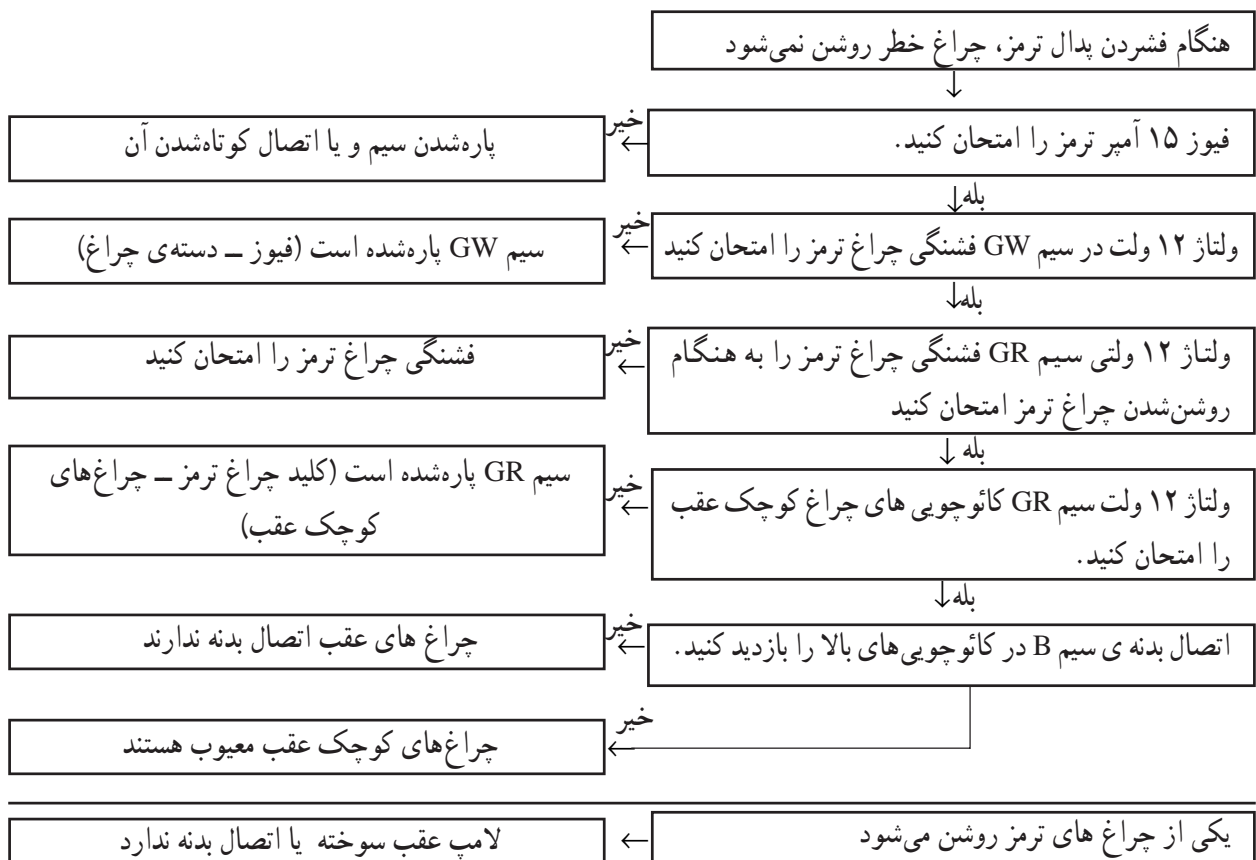 هنگام فشردن پدال ترمز، چراغ خطر روشن نمی‌شود
فیوز ۱۵ آمپر ترمز را امتحان کنید.
خیر
پاره‌شدن سیم و یا اتصال کوتاه‌شدن آن
بله
ولتاژ ۱۲ ولت در سیم GW فشنگی چراغ ترمز را امتحان کنید
خیر
سیم GW پاره‌شده است (فیوز ــ دسته‌ی چراغ)
بله
ولتاژ ۱۲ ولتی سیم GR فشنگی چراغ ترمز را به هنگام
روشن‌شدن چراغ ترمز امتحان کنید
خیر
فشنگی چراغ ترمز را امتحان کنید
بله
ولتاژ ۱۲ ولت سیم GR کائوچویی های چراغ کوچک عقب
را امتحان کنید.
خیر
سیم GR پاره‌شده است (کلید چراغ ترمز ــ چراغ‌های
کوچک عقب)
بله
اتصال بدنه ی سیم B در کائوچویی‌های بالا را بازدید کنید.
خیر
چراغ های عقب اتصال بدنه ندارند
خیر
چراغ‌های کوچک عقب معیوب هستند
یکی از چراغ های ترمز روشن می‌شود
لامپ عقب سوخته یا اتصال بدنه ندارد